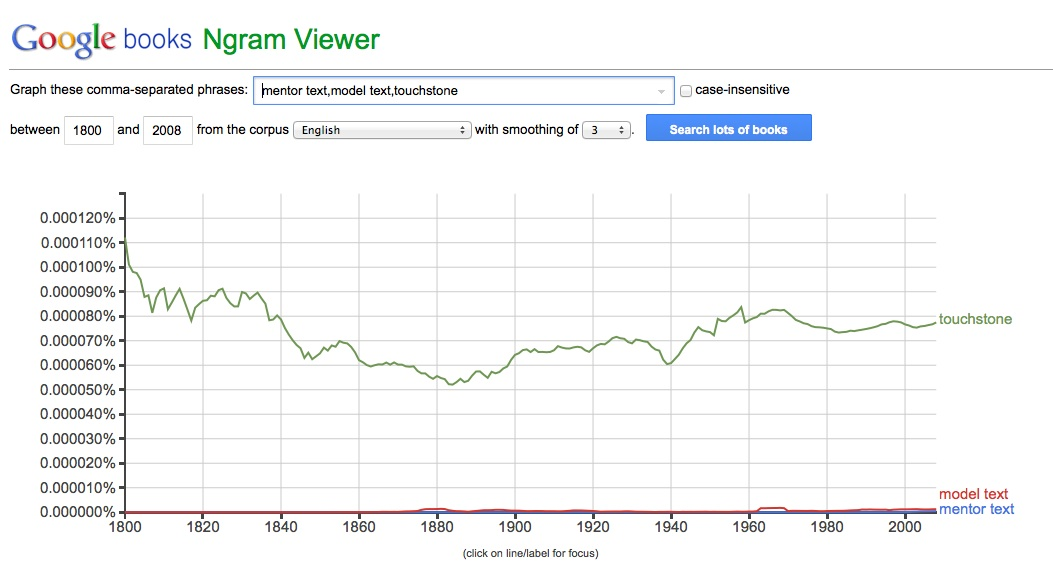 Google books Ngram Viewer
Graph these comma-separated phrases: mentor text,model text,touchstone case-insensitive
between 1800 and 2008 from the corpus English with smoothing of 3 . Search lots of books
0.000120%
0.000110%
0.000100%
0.000090%
0.000080%
touchstone
0.000070%
0.000060%
0.000050%
0.000040%
0.000030%
0.000020%
0.000010%
model text
0.000000%
mentor text
1800 1820 1840 1860 1880 1900 1920 1940 1960 1980 2000
(click on line/label for focus)